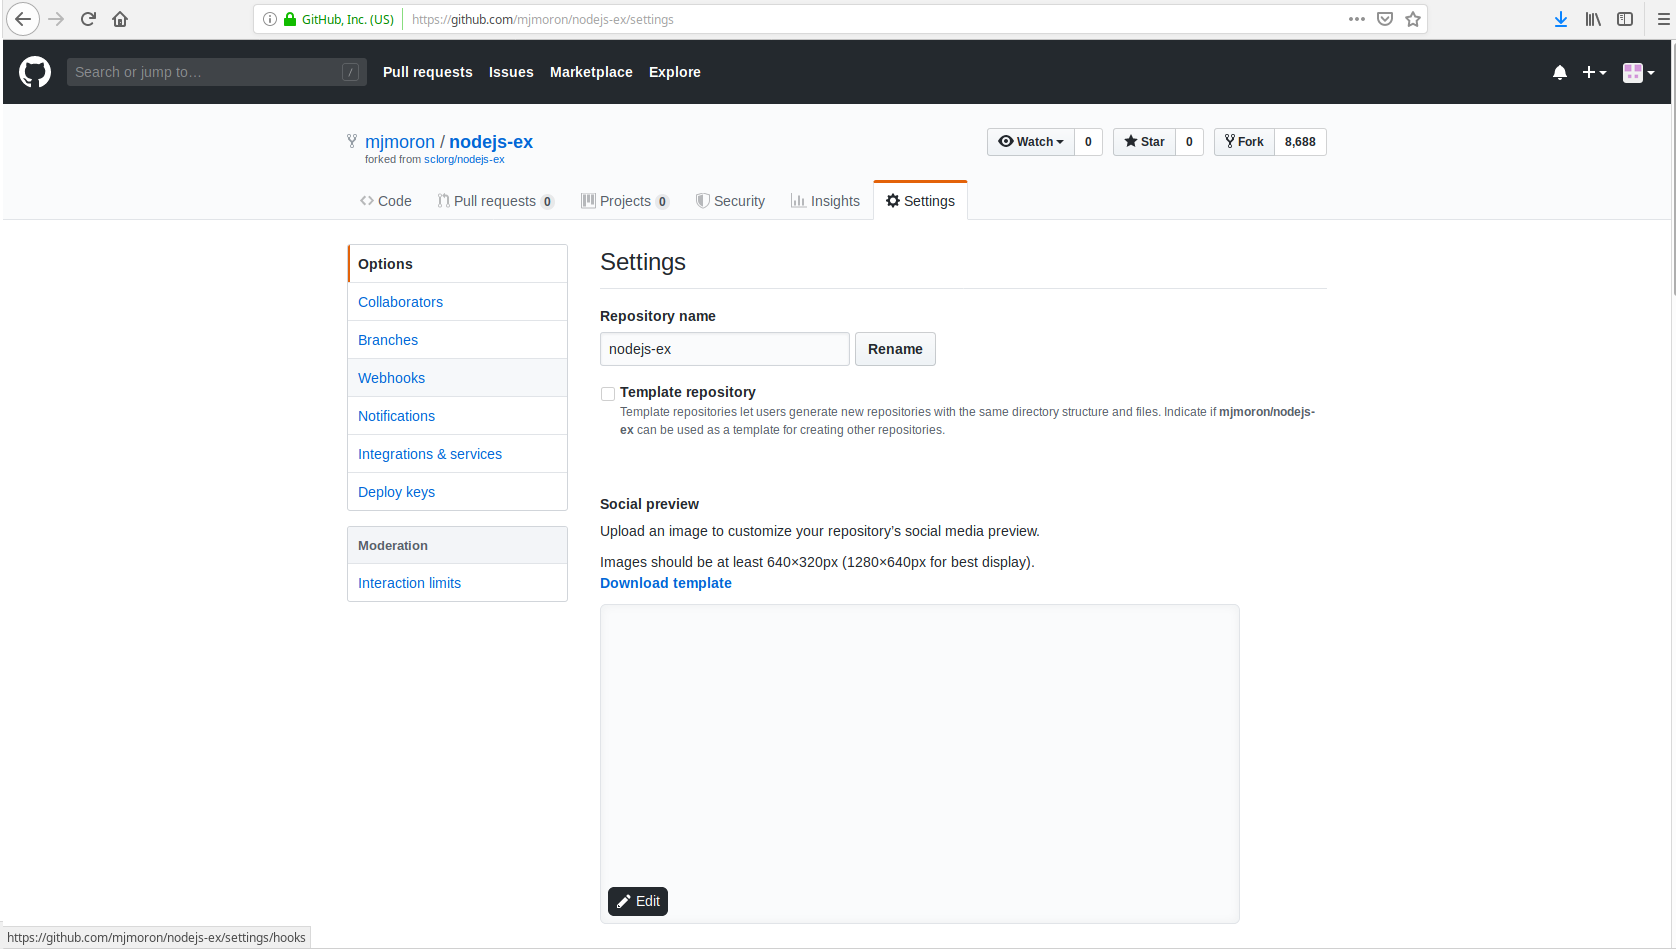 GitHub, Inc. (US)
https://github.com/mjmoron/nodejs-ex/settings
Search or jump to…
/
Pull requests
Issues
Marketplace
Explore
mjmoron / nodejs-ex
forked from sclorg/nodejs-ex
Watch
0
Star
0
Fork
8,688
Code
Pull requests 0
Projects 0
Security
Insights
Settings
Options
Collaborators
Branches
Webhooks
Notifications
Integrations & services
Deploy keys
Moderation
Interaction limits
Settings
Repository name
nodejs-ex
Rename
Template repository
Template repositories let users generate new repositories with the same directory structure and files. Indicate if mjmoron/nodejs-
ex can be used as a template for creating other repositories.
Social preview
Upload an image to customize your repository’s social media preview.
Images should be at least 640×320px (1280×640px for best display).
Download template
Edit
https://github.com/mjmoron/nodejs-ex/settings/hooks